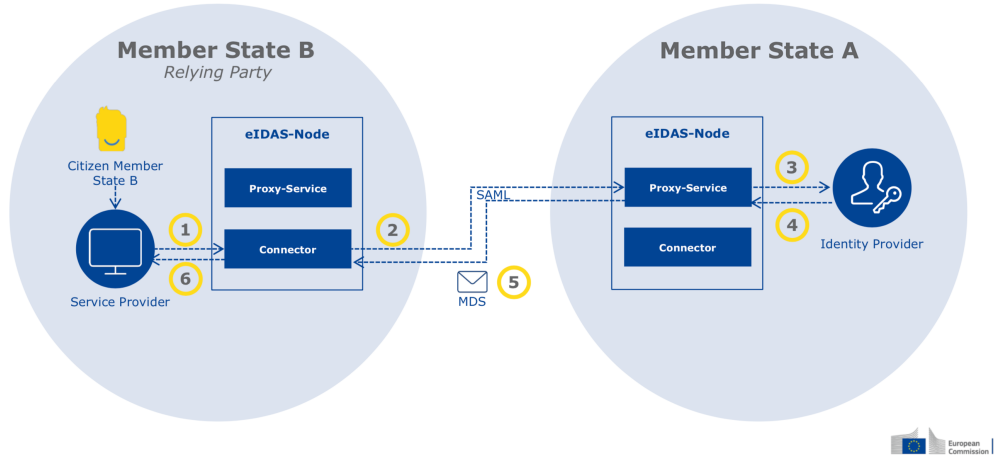 Member State B
Relying Party
Member State A
eIDAS-Node
eIDAS-Node
Citizen Member
State B
Proxy-Service
Proxy-Service
3
SAML
1
2
4
Connector
Connector
Identity Provider
6
5
Service Provider
MDS
European
Commission